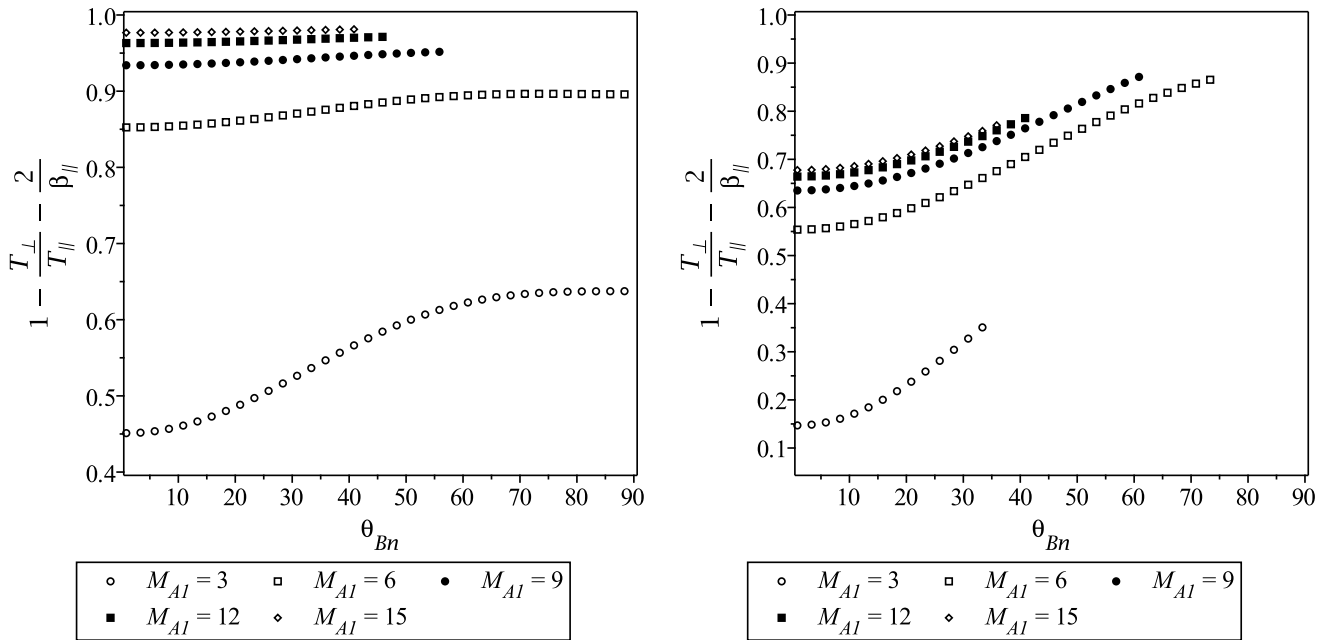 1.0
0.9
0.8
0.7
0.6
0.5
0.4
1 − T⊥/T∥ − 2/β∥
10 20 30 40 50 60 70 80 90
θBn
○ MA1 = 3 □ MA1 = 6 ● MA1 = 9
■ MA1 = 12 ◇ MA1 = 15
1.0
0.9
0.8
0.7
0.6
0.5
0.4
0.3
0.2
0.1
1 − T⊥/T∥ − 2/β∥
10 20 30 40 50 60 70 80 90
θBn
○ MA1 = 3 □ MA1 = 6 ● MA1 = 9
■ MA1 = 12 ◇ MA1 = 15